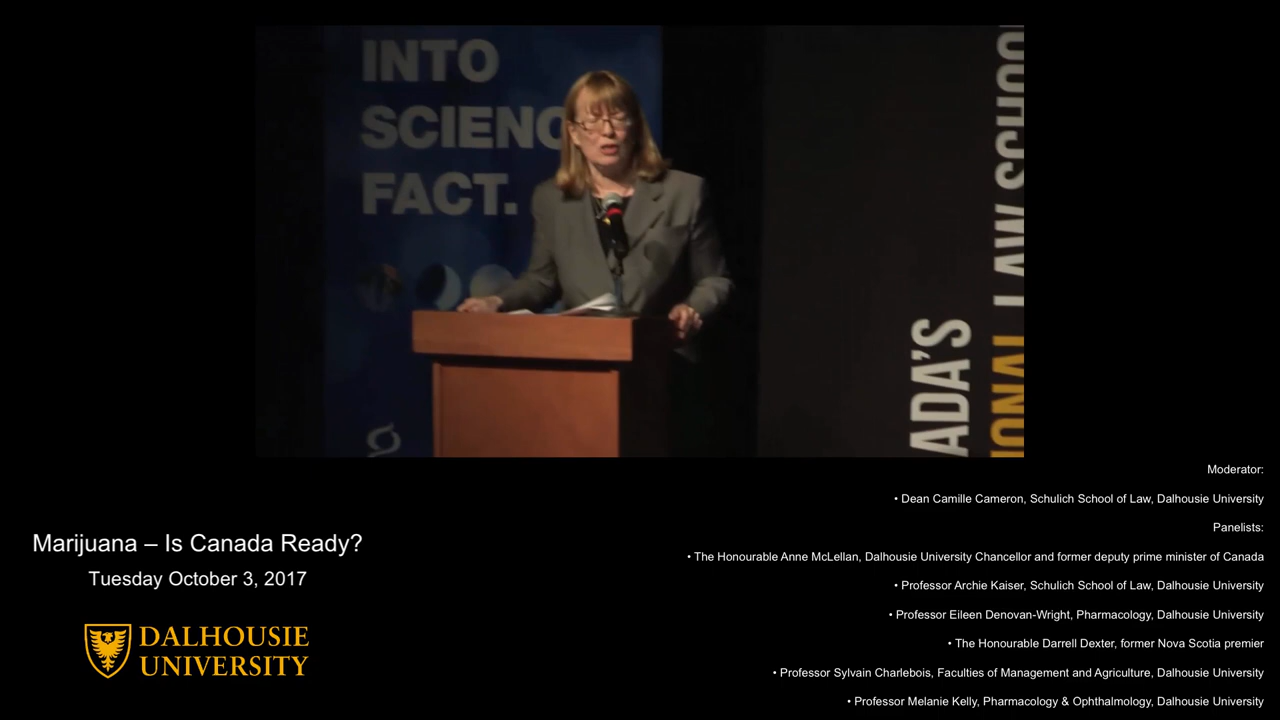 INTO
SCIENC
FACT.
ADA'S
IONAL LAW SCHOO
Marijuana – Is Canada Ready?
Tuesday October 3, 2017
DALHOUSIE
UNIVERSITY
Moderator:
• Dean Camille Cameron, Schulich School of Law, Dalhousie University
Panelists:
• The Honourable Anne McLellan, Dalhousie University Chancellor and former deputy prime minister of Canada
• Professor Archie Kaiser, Schulich School of Law, Dalhousie University
• Professor Eileen Denovan-Wright, Pharmacology, Dalhousie University
• The Honourable Darrell Dexter, former Nova Scotia premier
• Professor Sylvain Charlebois, Faculties of Management and Agriculture, Dalhousie University
• Professor Melanie Kelly, Pharmacology & Ophthalmology, Dalhousie University